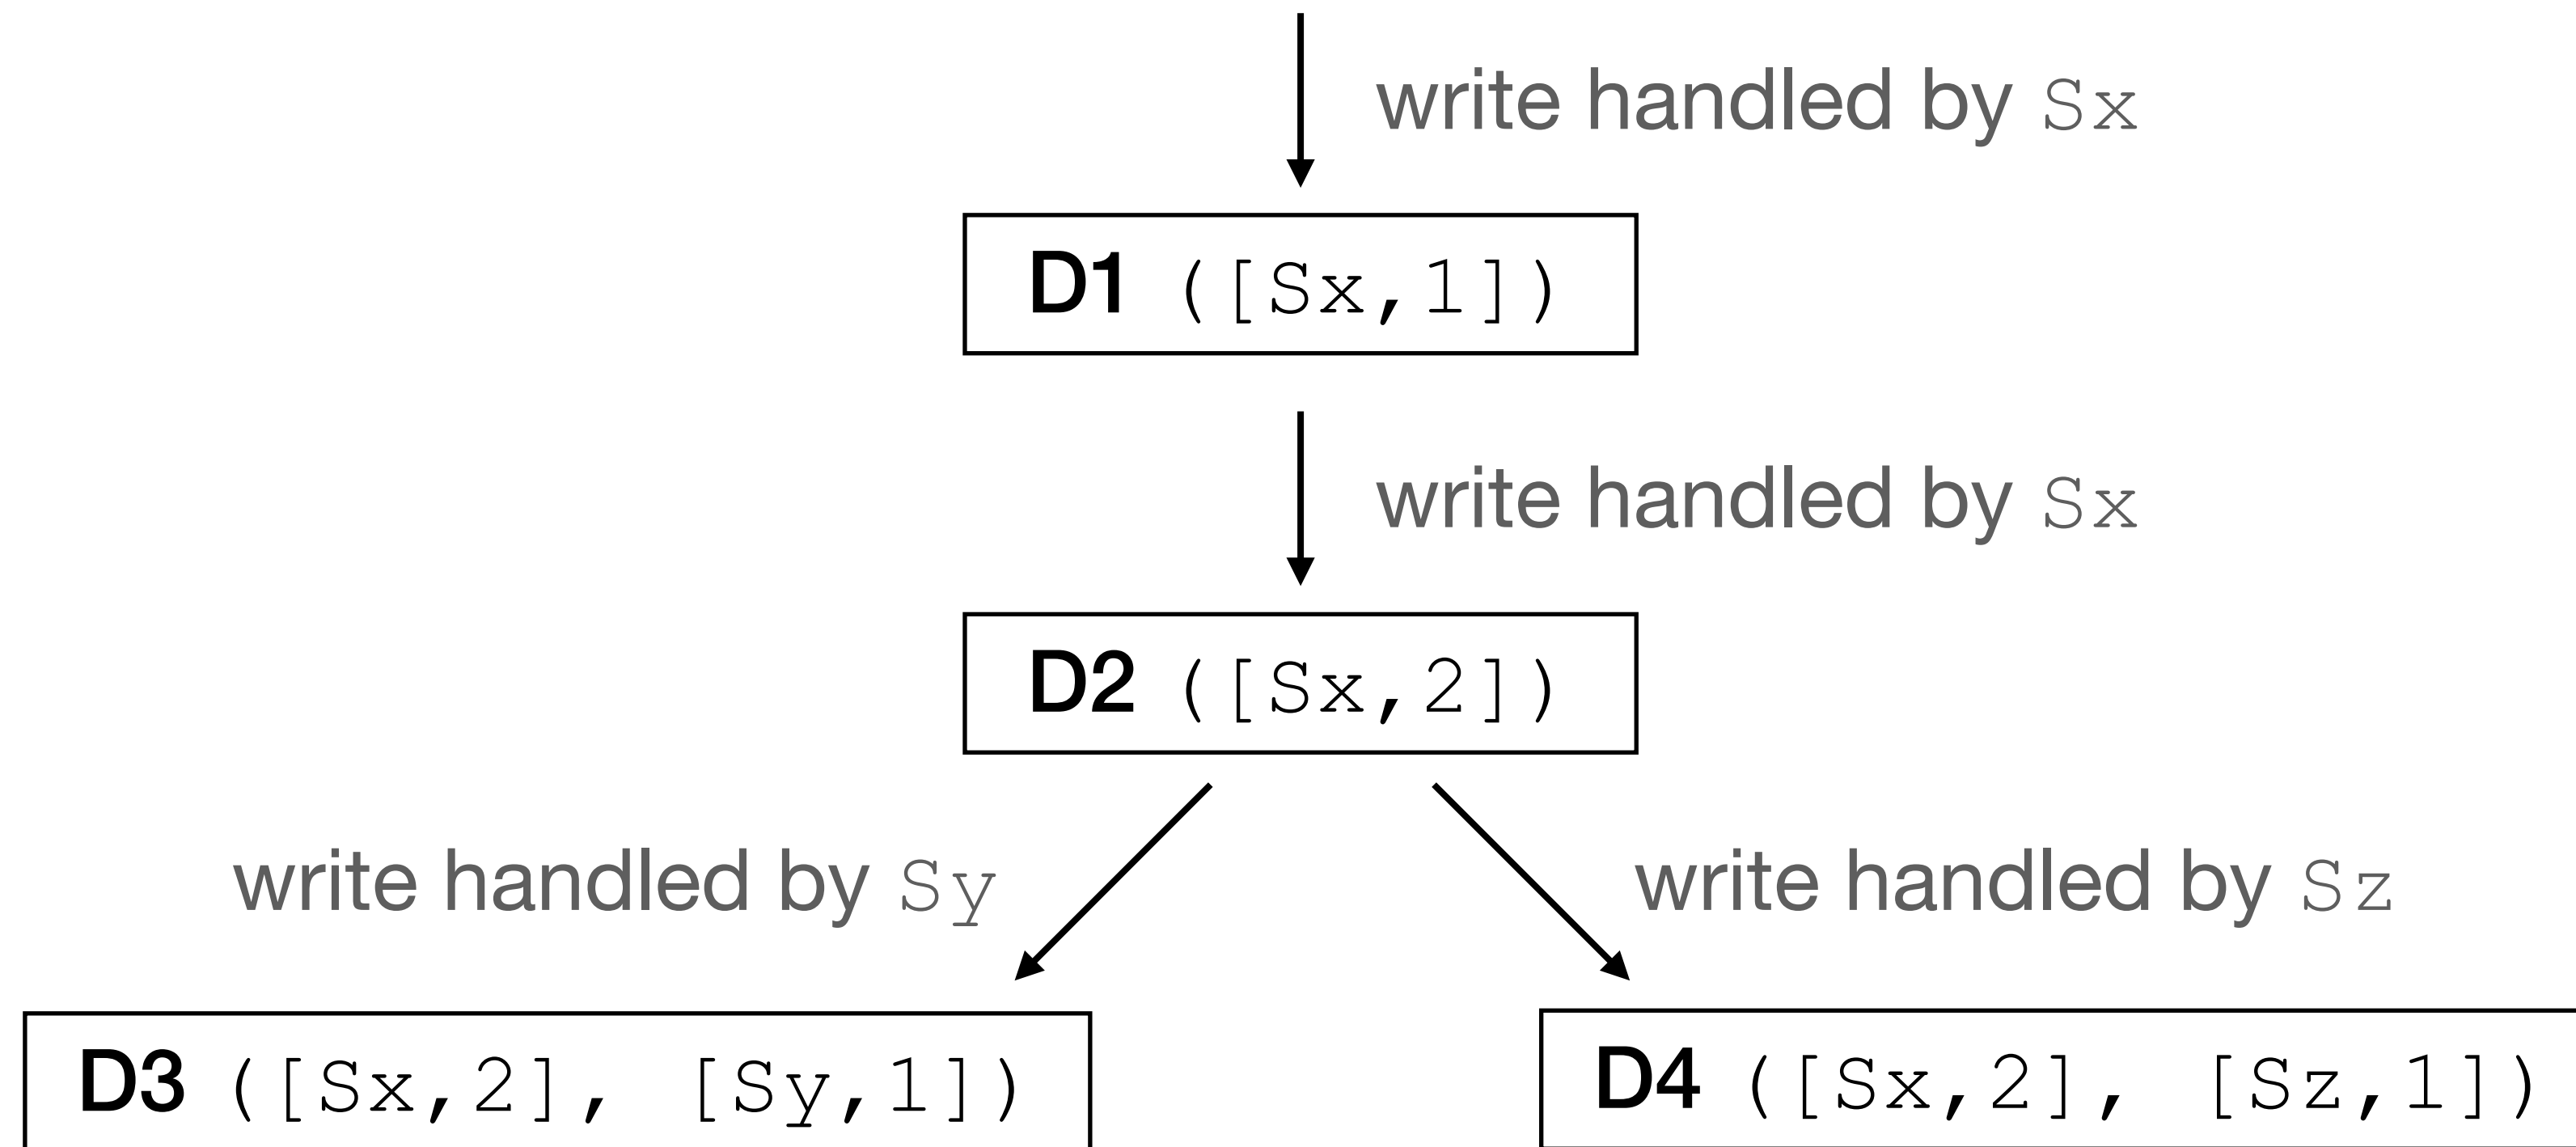 write handled by Sx
D1 ([Sx,1])
write handled by Sx
D2 ([Sx,2])
write handled by Sy
write handled by Sz
D3 ([Sx,2], [Sy,1])
D4 ([Sx,2], [Sz,1])